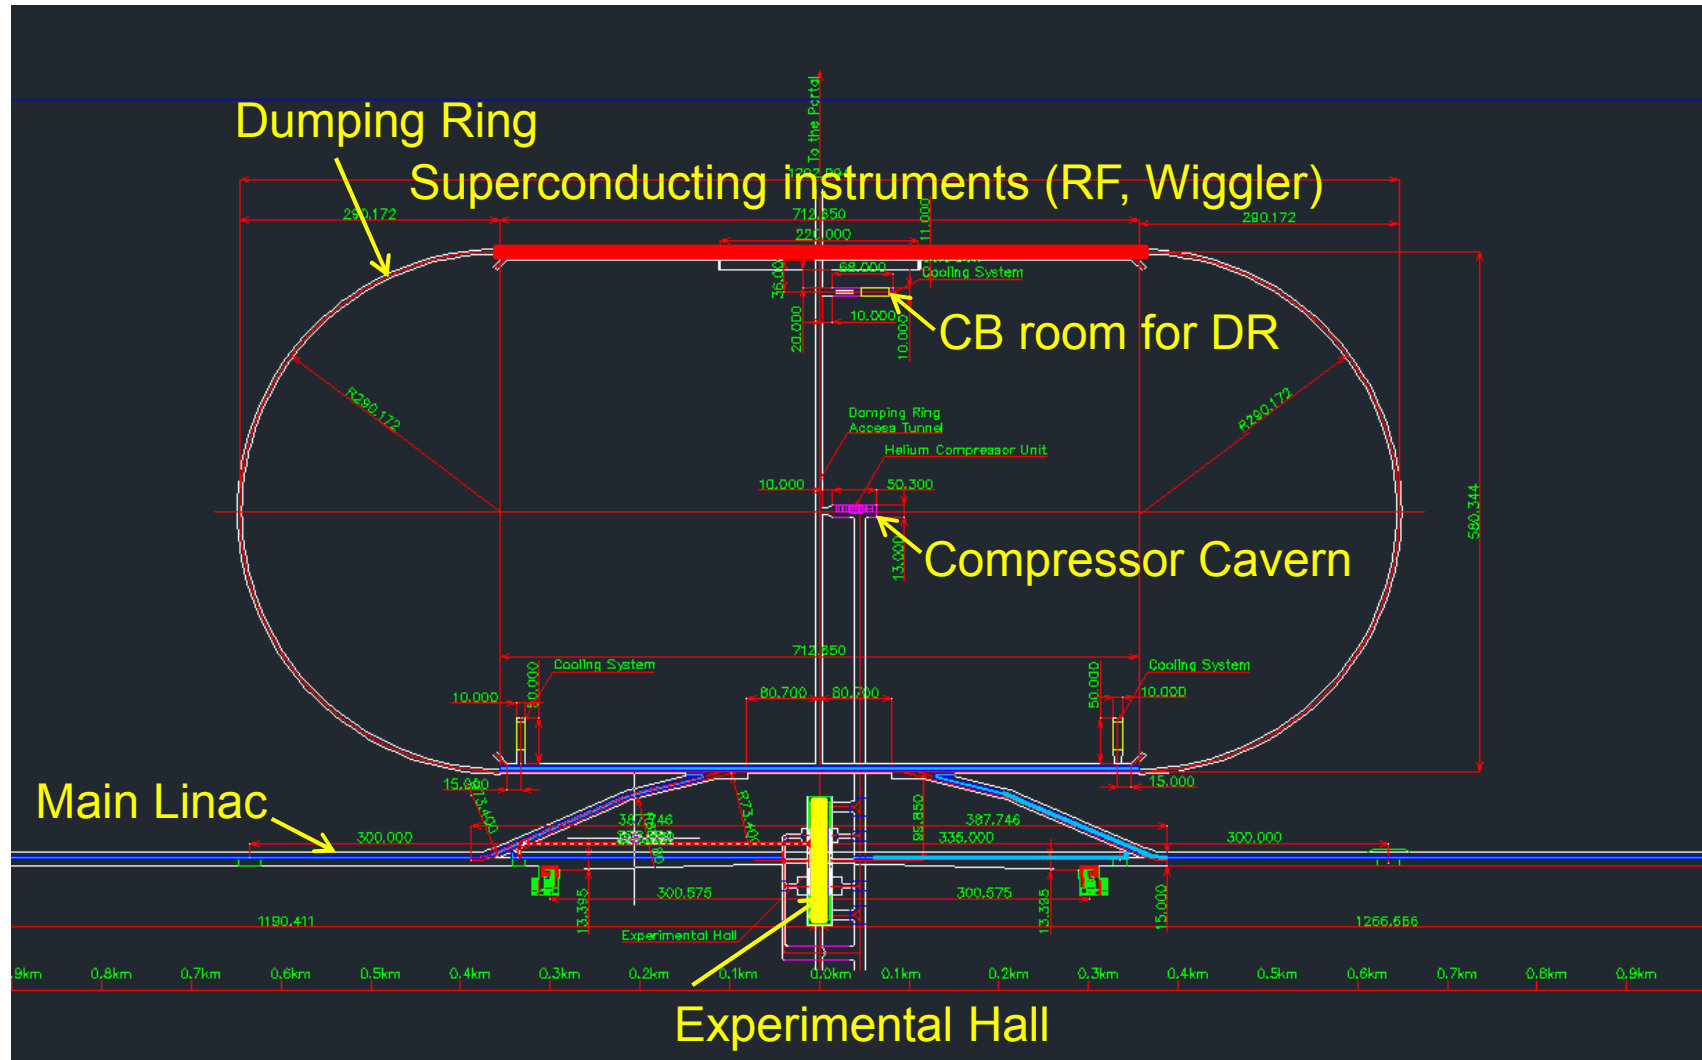 To the Portal
Dumping Ring
Superconducting instruments (RF, Wiggler)
290.172
712.650
290.172
220.000
11.000
68.000
Cooling System
36.000
20.000
10.000
10.000
CB room for DR
R290.172
R290.172
Damping Ring
Access Tunnel
Helium Compressor Unit
10.000
50.300
13.000
580.344
Compressor Cavern
712.650
Cooling System
Cooling System
10.000
50.000
80.700
80.700
50.000
10.000
15.000
15.000
Main Linac
R73.400
387.746
387.746
300.000
335.000
300.000
300.575
300.575
13.395
13.395
15.000
1190.411
1266.666
Experimental Hall
.9km
0.8km
0.7km
0.6km
0.5km
0.4km
0.3km
0.2km
0.1km
0.0km
0.1km
0.2km
0.3km
0.4km
0.5km
0.6km
0.7km
0.8km
0.9km
Experimental Hall